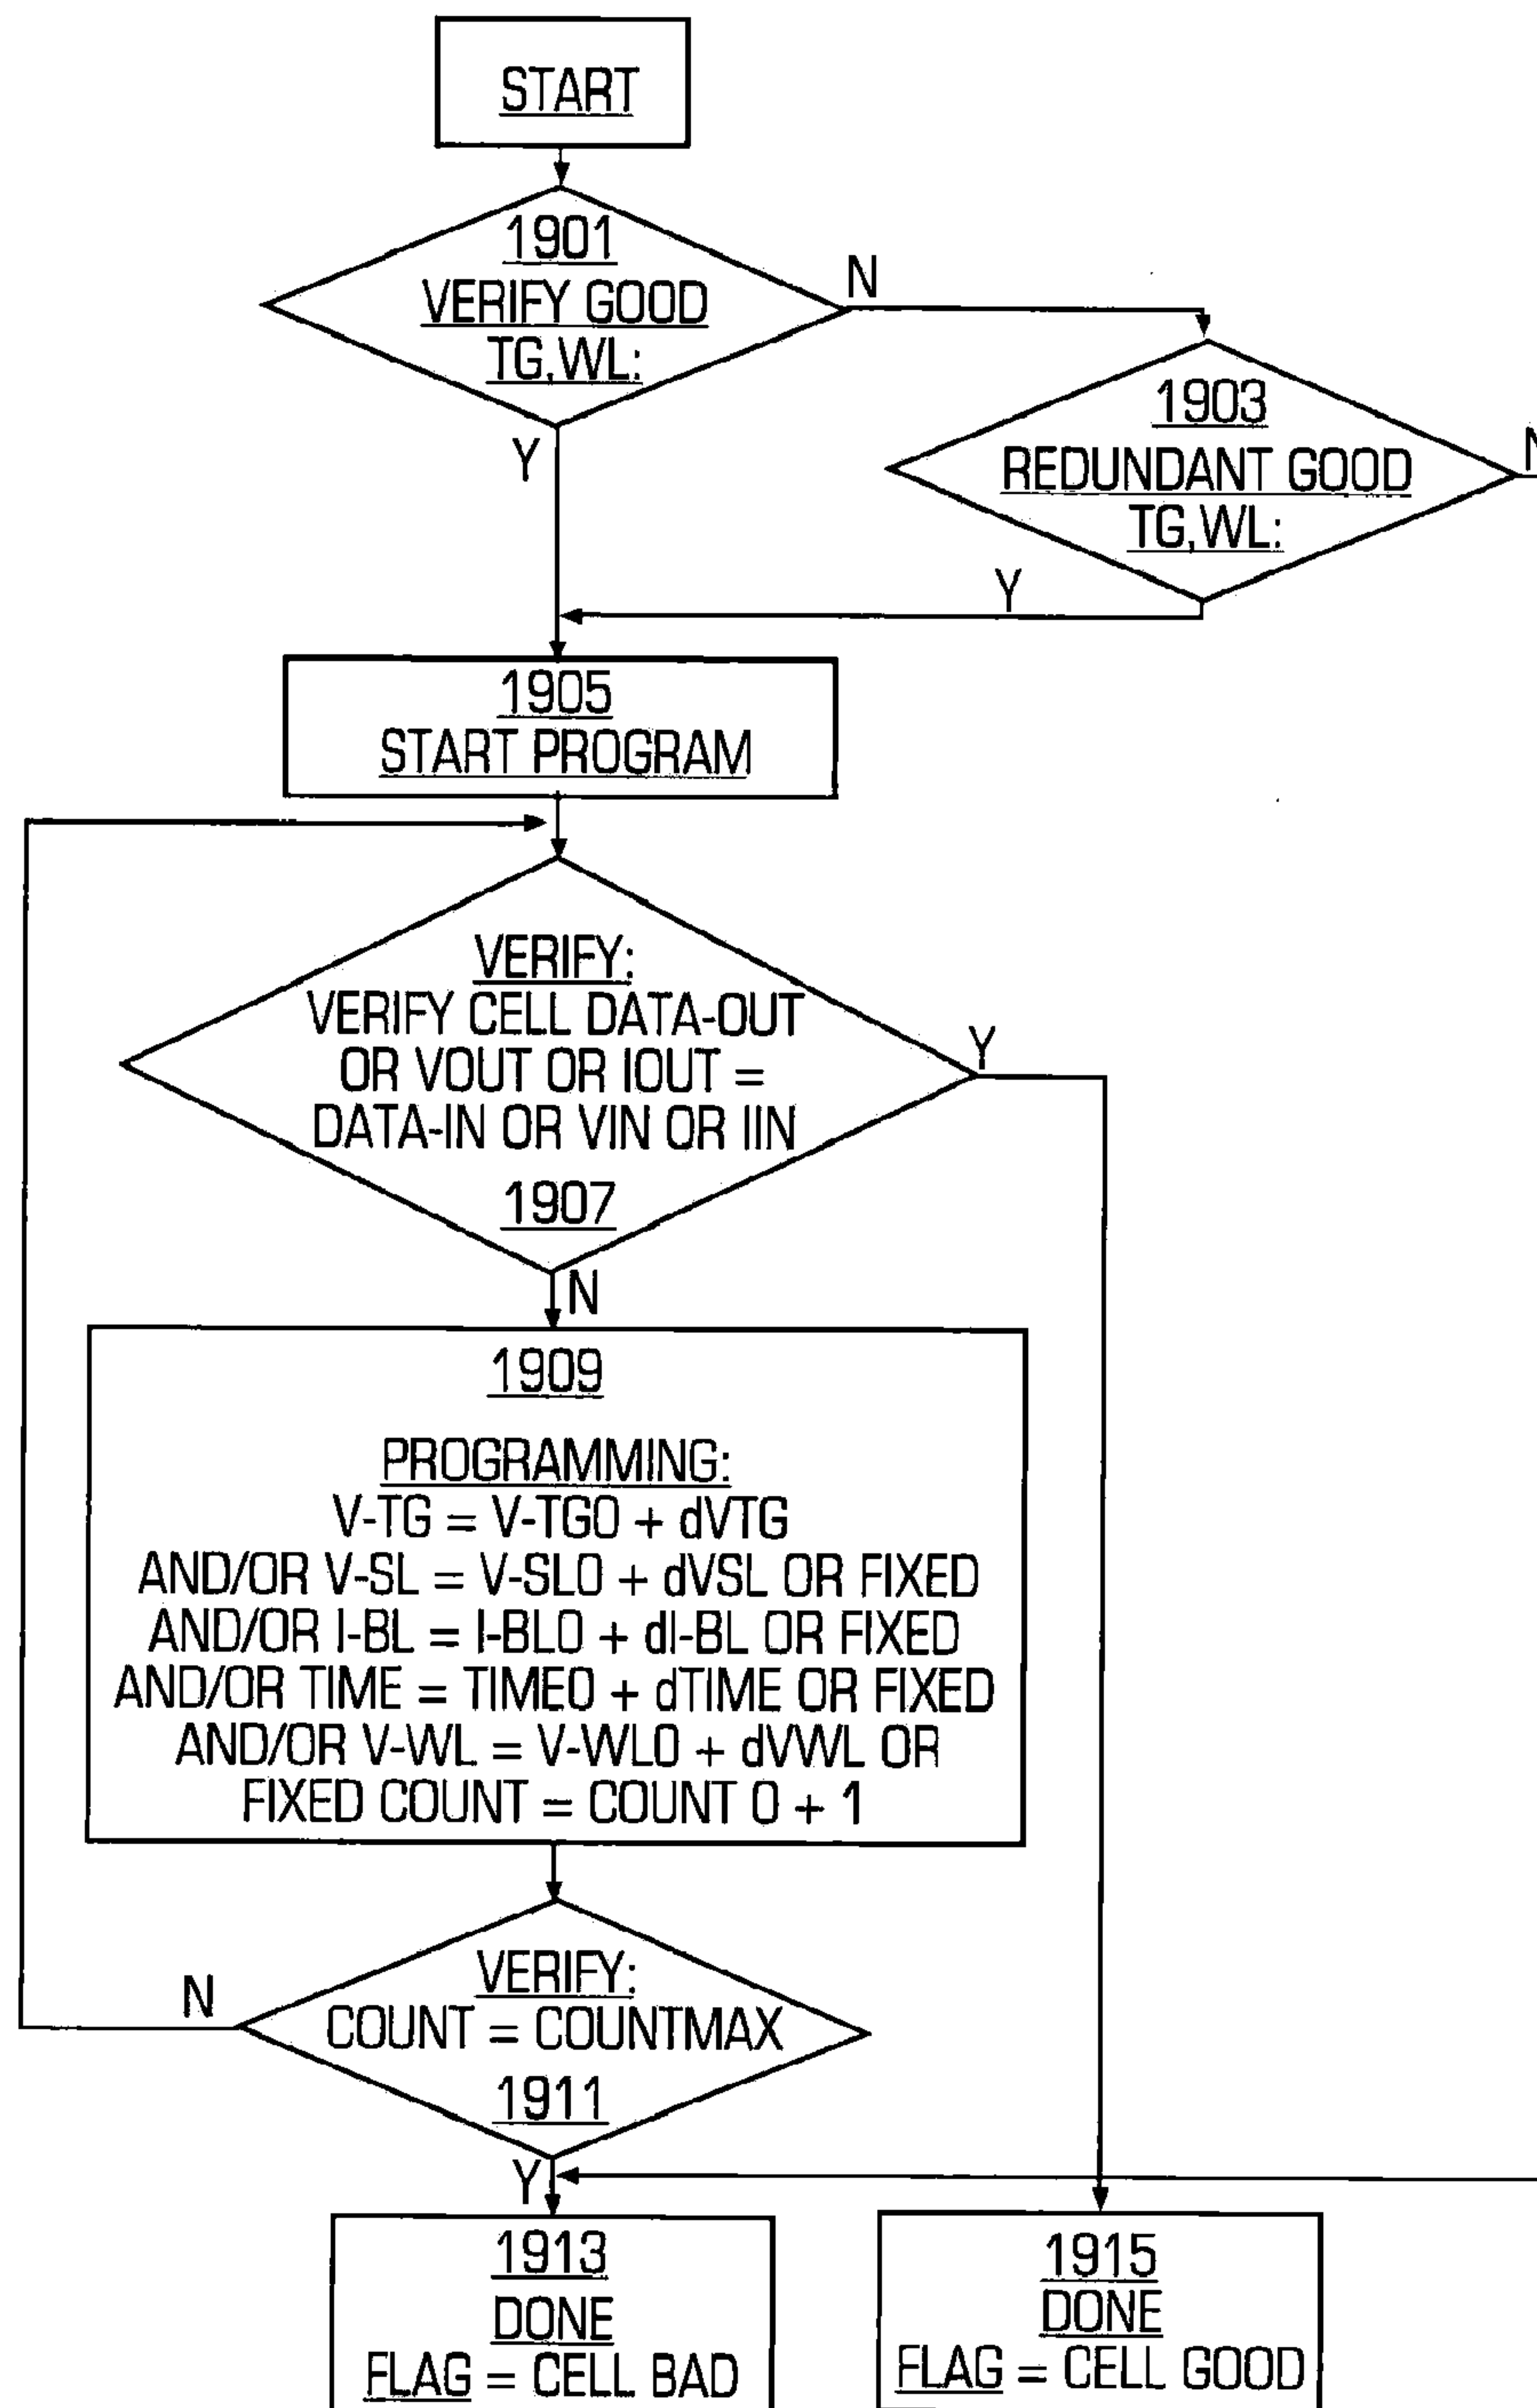 START
1901
VERIFY GOOD
TG,WL:
N
1903
REDUNDANT GOOD
TG,WL:
N
Y
Y
1905
START PROGRAM
VERIFY:
VERIFY CELL DATA-OUT
OR VOUT OR IOUT =
DATA-IN OR VIN OR IIN
1907
Y
N
1909
PROGRAMMING:
V-TG = V-TG0 + dVTG
AND/OR V-SL = V-SL0 + dVSL OR FIXED
AND/OR I-BL = I-BL0 + dI-BL OR FIXED
AND/OR TIME = TIME0 + dTIME OR FIXED
AND/OR V-WL = V-WL0 + dVWL OR
FIXED COUNT = COUNT 0 + 1
VERIFY:
COUNT = COUNTMAX
1911
N
Y
1913
DONE
FLAG = CELL BAD
1915
DONE
FLAG = CELL GOOD